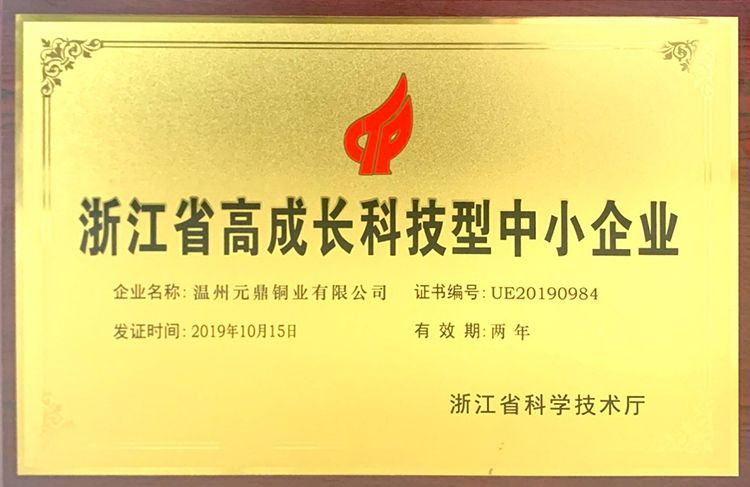 浙江省高成长科技型中小企业
企业名称: 温州元鼎铜业有限公司 证书编号: UE20190984
发证时间: 2019年10月15日 有 效 期: 两 年
浙江省科学技术厅